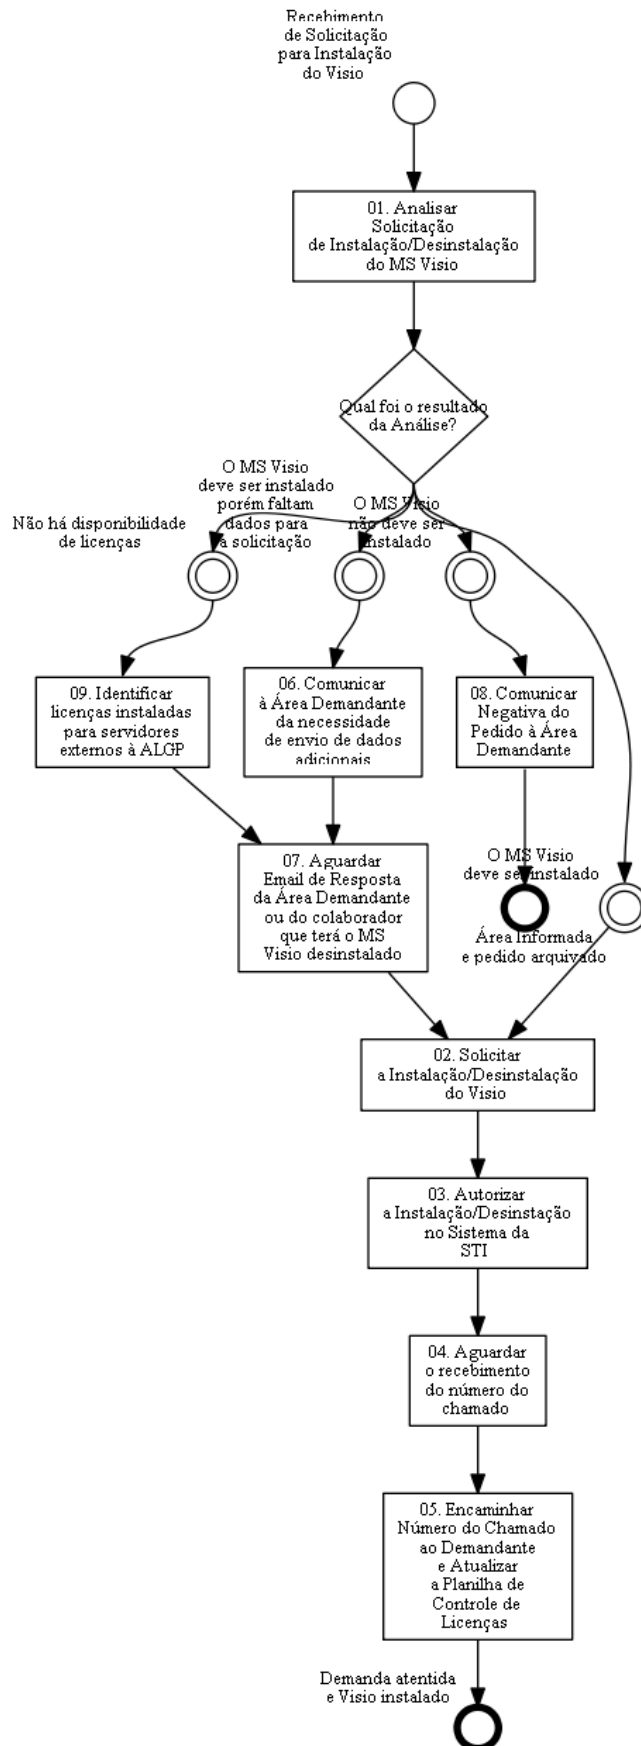 Recebimento
de Solicitação
para Instalação
do Visio
01. Analisar
Solicitação
de Instalação/Desinstalação
do MS Visio
Qual foi o resultado
da Análise?
Não há disponibilidade
de licenças
O MS Visio
deve ser instalado
porém faltam
dados para
a solicitação
O MS Visio
não deve ser
instalado
09. Identificar
licenças instaladas
para servidores
externos à ALGP
06. Comunicar
à Área Demandante
da necessidade
de envio de dados
adicionais
08. Comunicar
Negativa do
Pedido à Área
Demandante
07. Aguardar
Email de Resposta
da Área Demandante
ou do colaborador
que terá o MS
Visio desinstalado
O MS Visio
deve ser instalado
Área Informada
e pedido arquivado
02. Solicitar
a Instalação/Desinstalação
do Visio
03. Autorizar
a Instalação/Desinstação
no Sistema da
STI
04. Aguardar
o recebimento
do número do
chamado
05. Encaminhar
Número do Chamado
ao Demandante
e Atualizar
a Planilha de
Controle de
Licenças
Demanda atentida
e Visio instalado